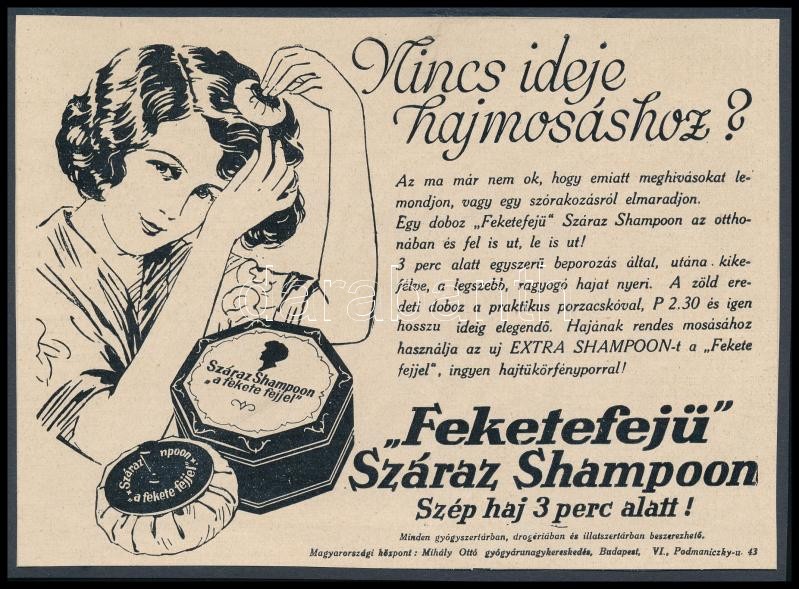 Nincs ideje
hajmosáshoz?
Az ma már nem ok, hogy emiatt meghivásokat le-
mondjon, vagy egy szórakozásról elmaradjon.
Egy doboz „Feketefejü" Száraz Shampoon az ottho-
nában és fel is ut, le is ut!
3 perc alatt egyszerü beporozás által, utána kike-
félve, a legszebb, ragyogó hajat nyeri. A zöld ere-
deti doboz a praktikus porzacskóval, P 2.30 és igen
hosszu ideig elegendő. Hajának rendes mosásához
használja az uj EXTRA SHAMPOON-t a „Fekete
fejjel", ingyen hajtükörfényporral!
darabanth
Száraz Shampoon
„a fekete fejjel"
Száraz npoon
„a fekete fejjel"
„Feketefejü"
Száraz Shampoon
Szép haj 3 perc alatt!
Minden gyógyszertárban, drogériában és illatszertárban beszerezhető.
Magyarországi központ: Mihály Ottó gyógyárunagykereskedés, Budapest, VI., Podmaniczky-u. 43